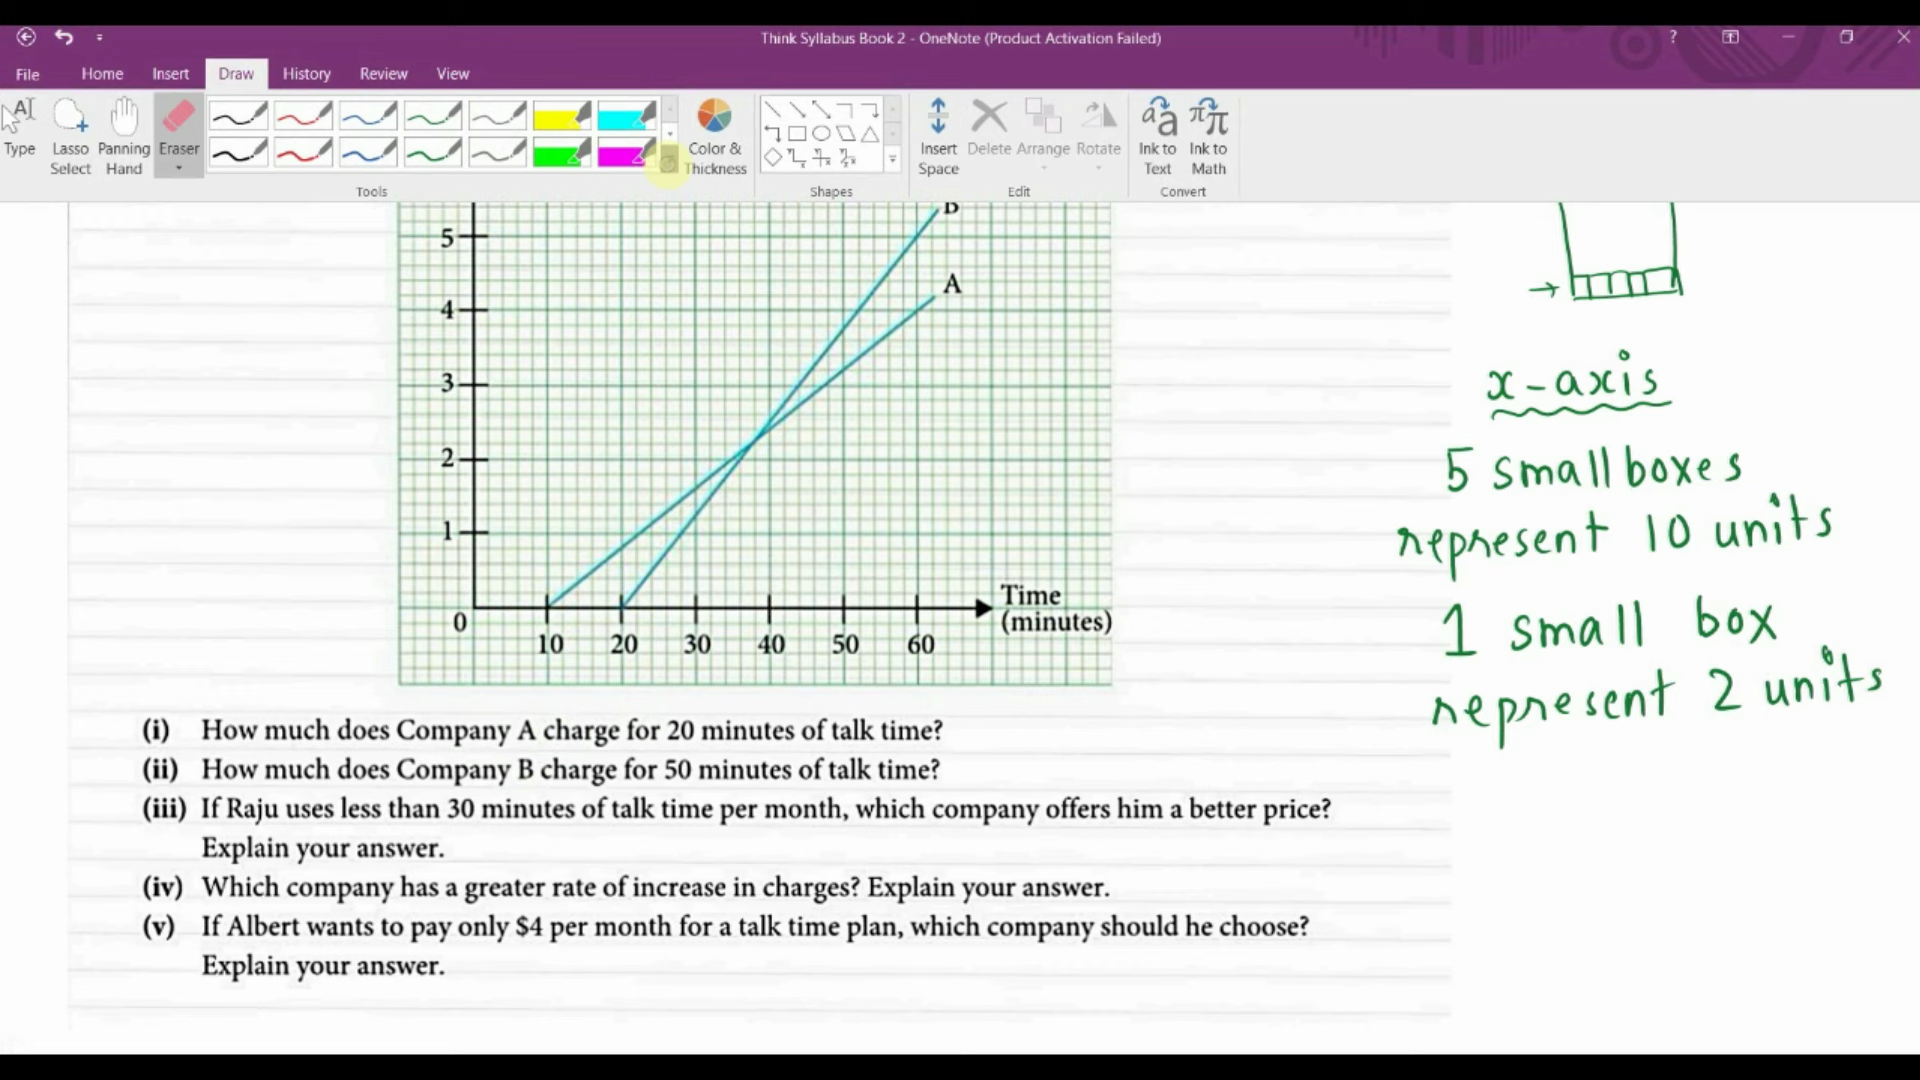 Think Syllabus Book 2 - OneNote (Product Activation Failed)
?
File Home Insert Draw History Review View
Type
Lasso Select
Panning Hand
Eraser
Color & Thickness
Insert Space
Delete
Arrange
Rotate
Ink to Text
Ink to Math
Tools
Shapes
Edit
Convert
B
5
A
4
3
2
1
0
10 20 30 40 50 60
Time
(minutes)
x-axis
5 small boxes
represent 10 units
1 small box
represent 2 units
(i) How much does Company A charge for 20 minutes of talk time?
(ii) How much does Company B charge for 50 minutes of talk time?
(iii) If Raju uses less than 30 minutes of talk time per month, which company offers him a better price?
Explain your answer.
(iv) Which company has a greater rate of increase in charges? Explain your answer.
(v) If Albert wants to pay only $4 per month for a talk time plan, which company should he choose?
Explain your answer.